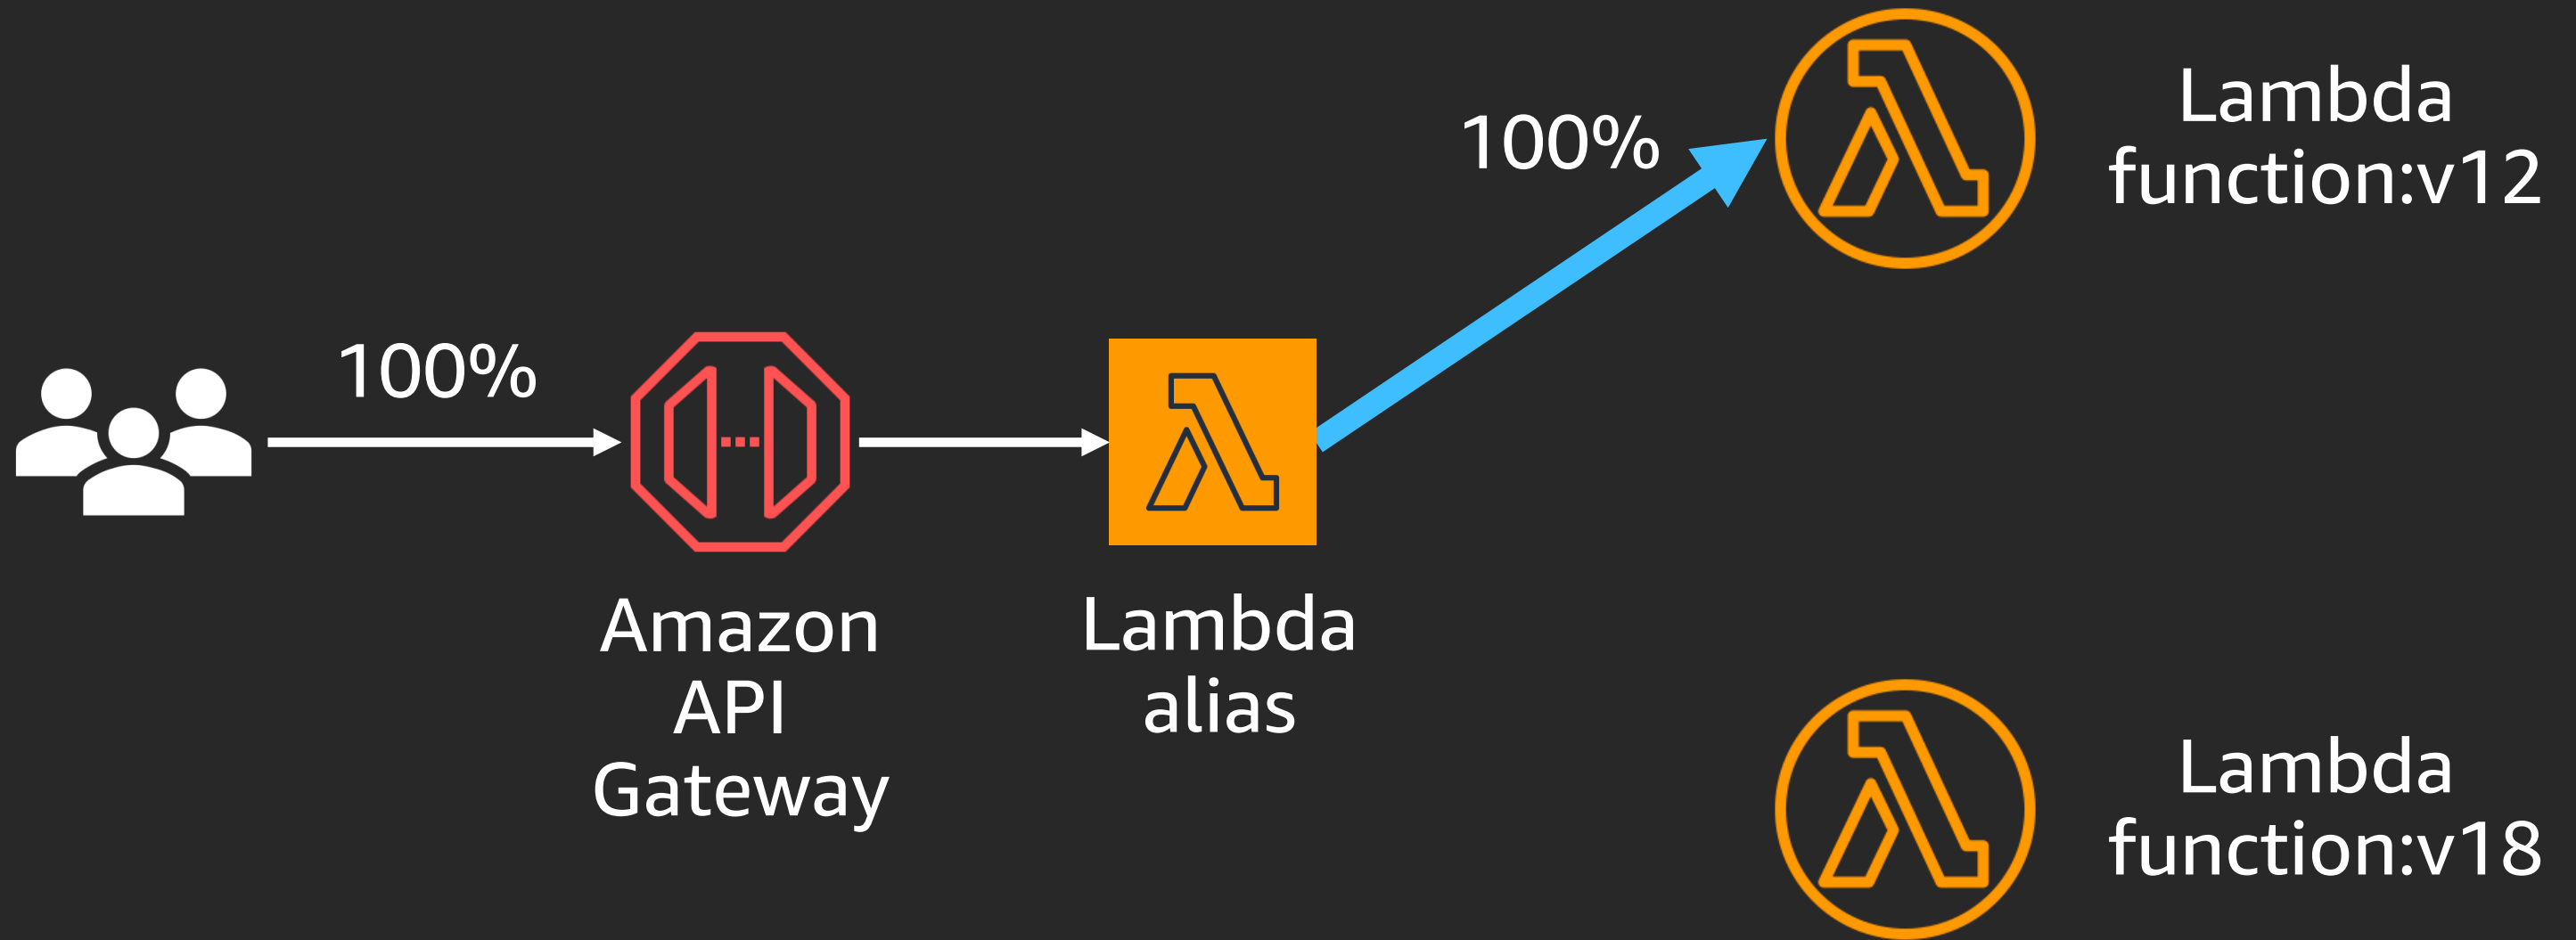 100%
Amazon
API
Gateway
Lambda
alias
100%
Lambda
function:v12
Lambda
function:v18